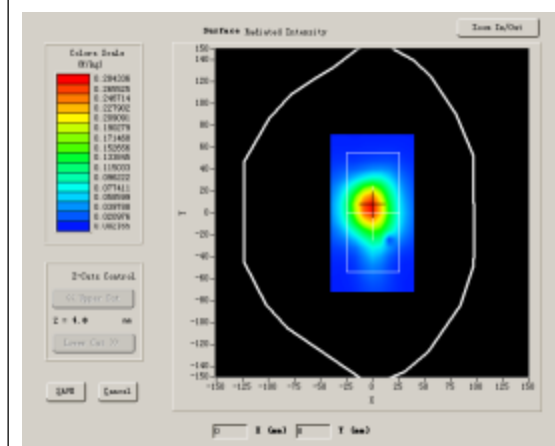 Surface Radiated Intensity
Zoom In/Out
Colors Scale
(W/kg)
0.284338
0.265525
0.246714
0.227902
0.209091
0.190279
0.171468
0.152656
0.133845
0.115033
0.096222
0.077411
0.058599
0.039788
0.020976
0.002165
Z-Cuts Control
Upper Cut
Z = 4.0 mm
Lower Cut >>
SAVE
Cancel
150
140
120
100
80
60
40
20
0
-20
-40
-60
-80
-100
-120
-140
-150
Y
-150 -125 -100 -75 -50 -25 0 25 50 75 100 125 150
X
0 X (mm) 8 Y (mm)